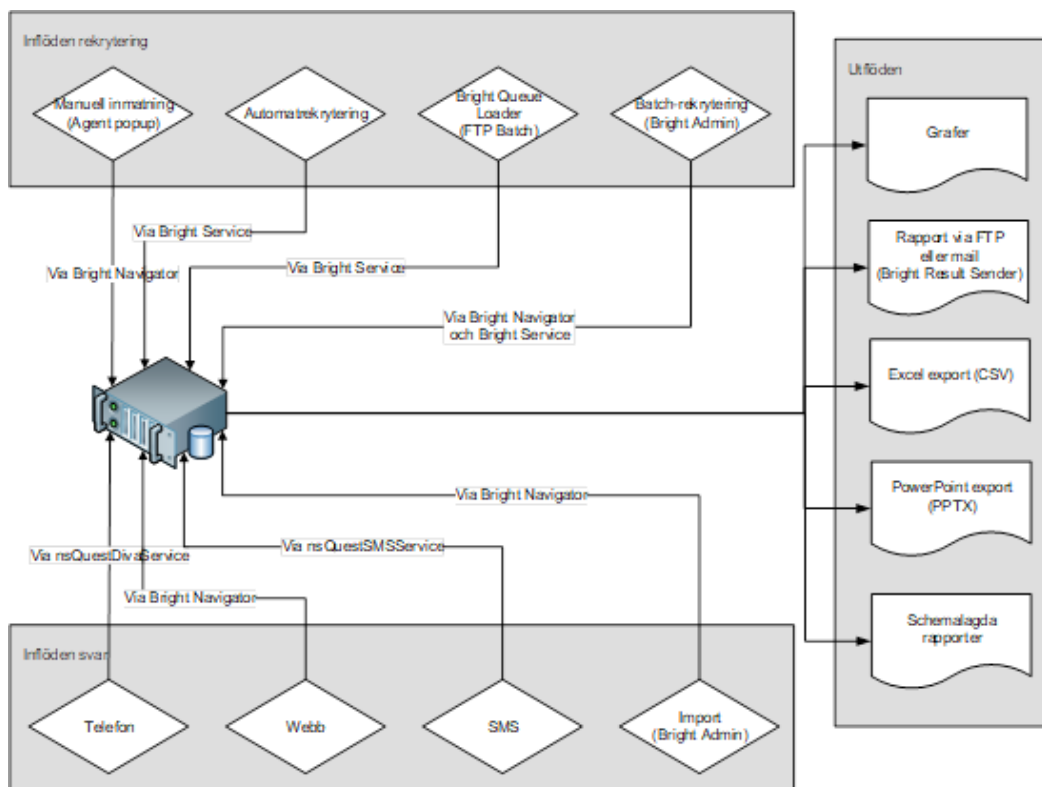 Inflöden rekrytering
Manuell inmatning
(Agent popup)
Automatrekrytering
Bright Queue
Loader
(FTP Batch)
Batch-rekrytering
(Bright Admin)
Utflöden
Grafer
Via Bright Service
Via Bright Navigator
Via Bright Service
Rapport via FTP
eller mail
(Bright Result Sender)
Via Bright Navigator
och Bright Service
Excel export (CSV)
Via Bright Navigator
PowerPoint export
(PPTX)
Via nsQuestDivaService
Via nsQuestSMSService
Via Bright Navigator
Schemalagda
rapporter
Inflöden svar
Telefon
Webb
SMS
Import
(Bright Admin)